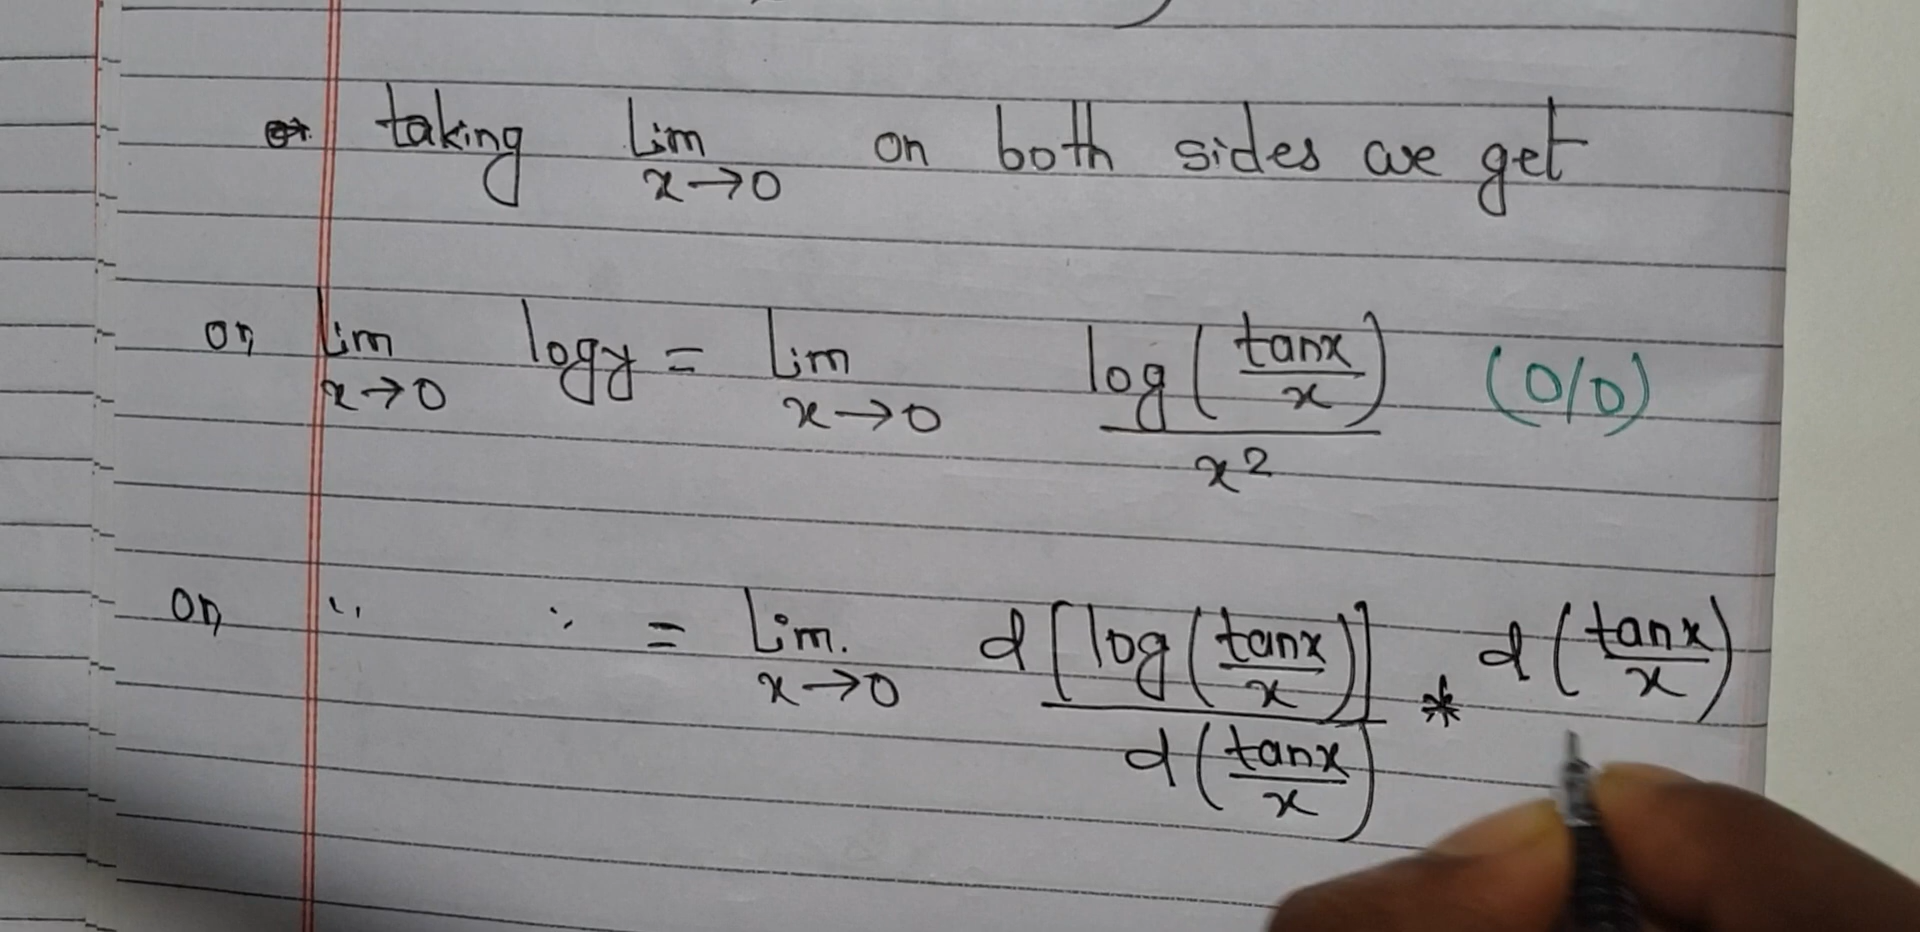 taking Lim x→0 on both sides we get
or, Lim x→0 logy = Lim x→0 log(tanx/x)/x² (0/0)
or, " " = Lim. x→0 d[log(tanx/x)]/d(tanx/x) * d(tanx/x)